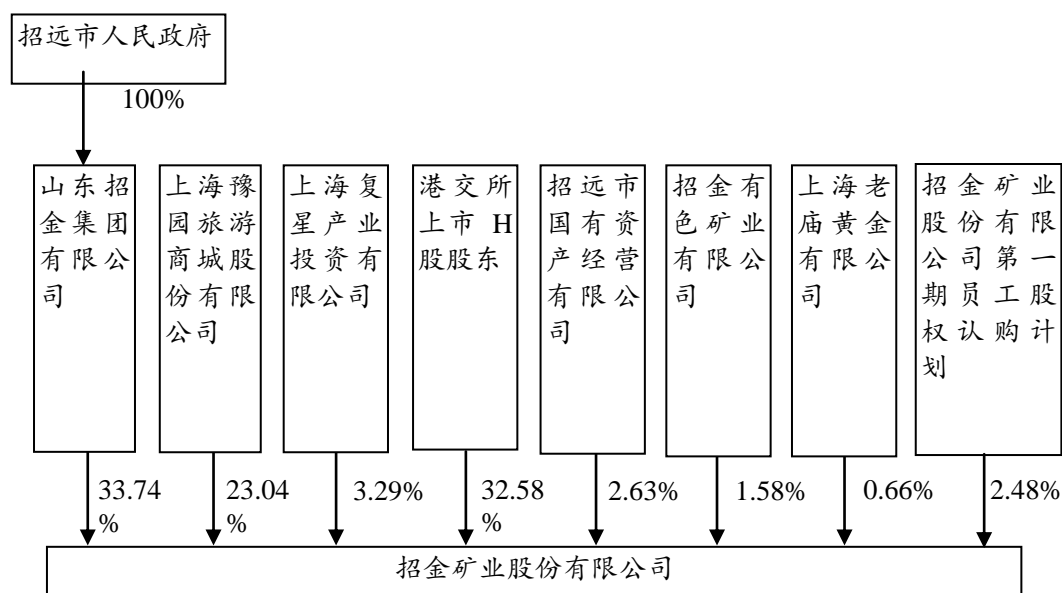 招远市人民政府
100%
山东招
金集团
有限公
司
上海豫
园旅游
商城股
份有限
公司
上海复
星产业
投资有
限公司
港交所
上市 H
股股东
招远市
国有资
产经营
有限公
司
招金有
色矿业
有限公
司
上海老
庙黄金
有限公
司
招金矿业
股份有限
公司第一
期员工股
权认购计
划
33.74
%
23.04
%
3.29%
32.58
%
2.63%
1.58%
0.66%
2.48%
招金矿业股份有限公司